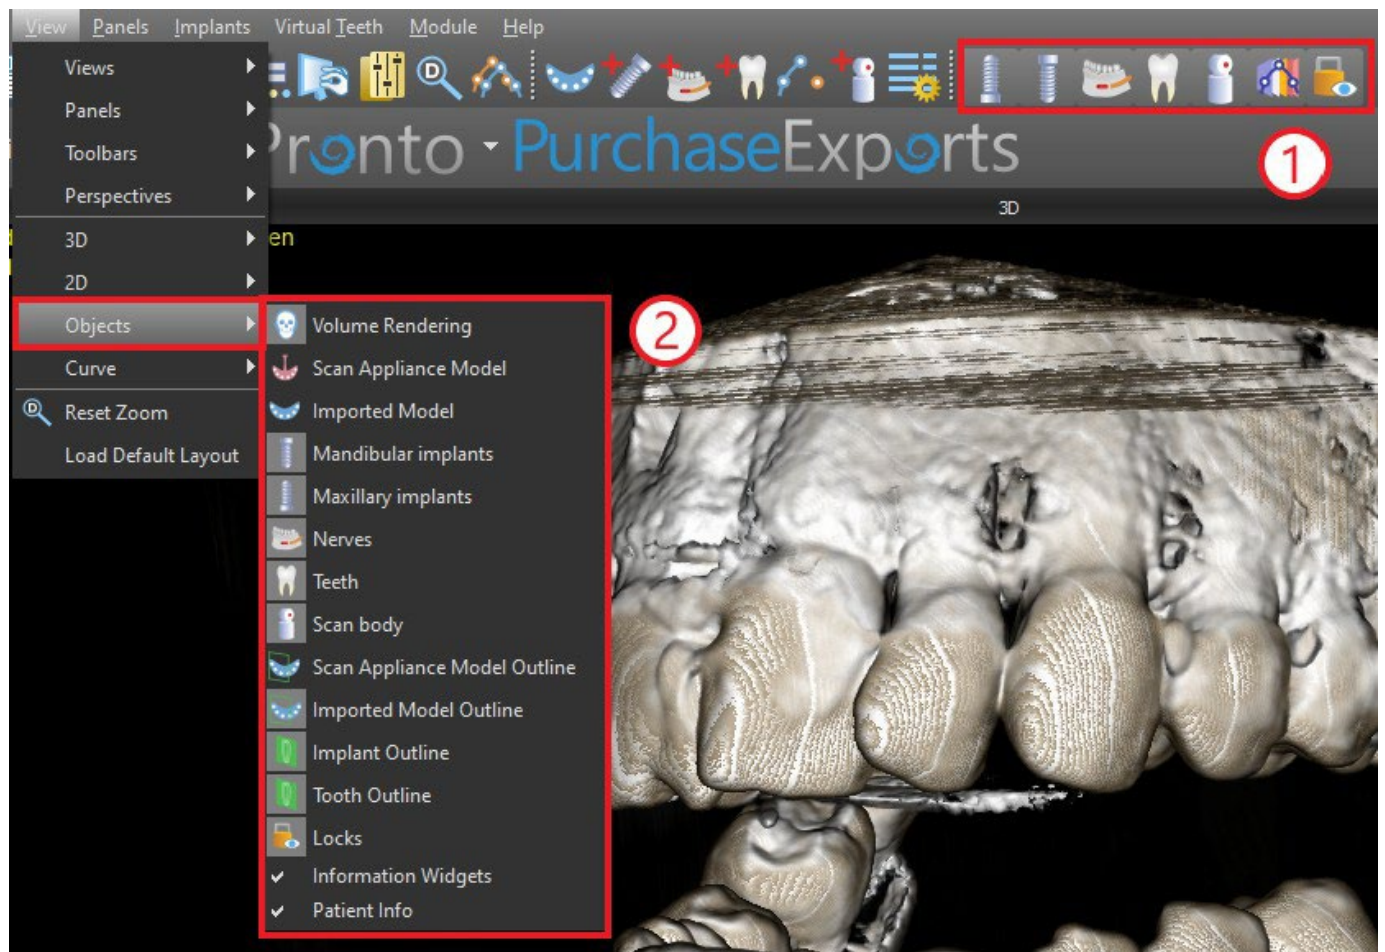 View Panels Implants Virtual Teeth Module Help
Views
Panels
Toolbars
Perspectives
3D
2D
Objects
Curve
Reset Zoom
Load Default Layout
Pronto PurchaseExports
1
3D
en
2
Volume Rendering
Scan Appliance Model
Imported Model
Mandibular implants
Maxillary implants
Nerves
Teeth
Scan body
Scan Appliance Model Outline
Imported Model Outline
Implant Outline
Tooth Outline
Locks
Information Widgets
Patient Info